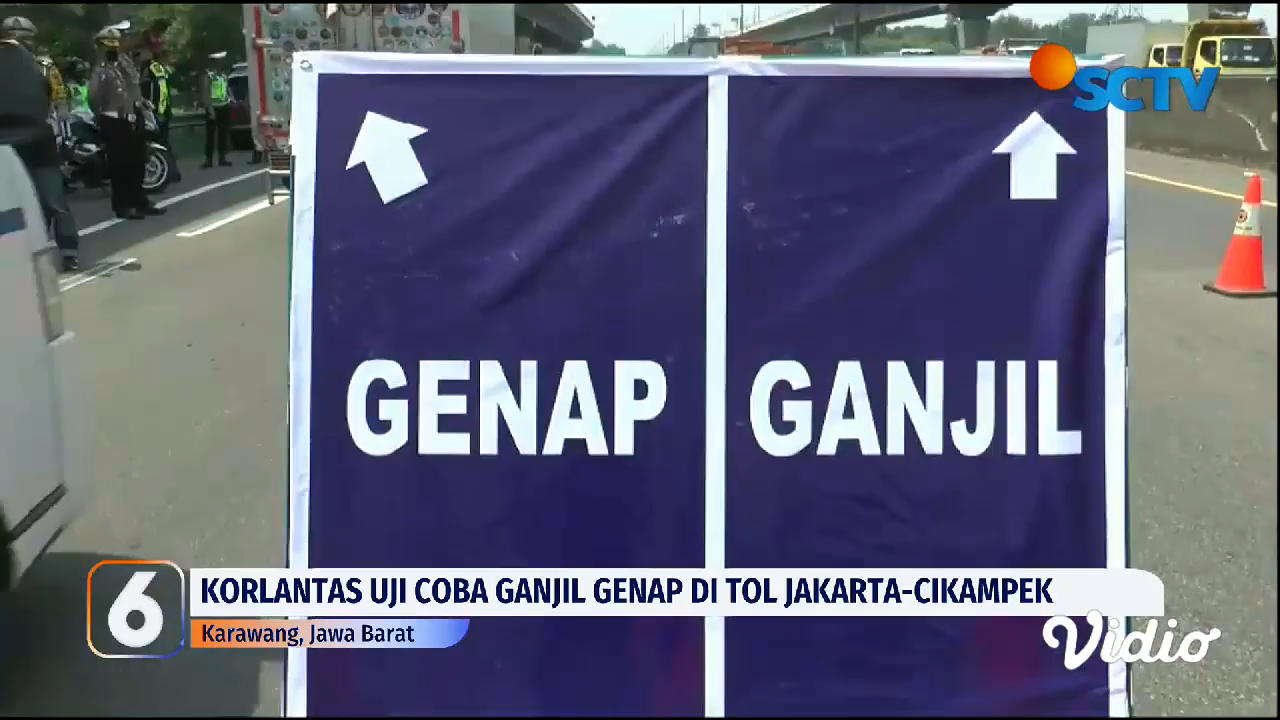 SCTV
GENAP
GANJIL
6
KORLANTAS UJI COBA GANJIL GENAP DI TOL JAKARTA-CIKAMPEK
Karawang, Jawa Barat
Vidio